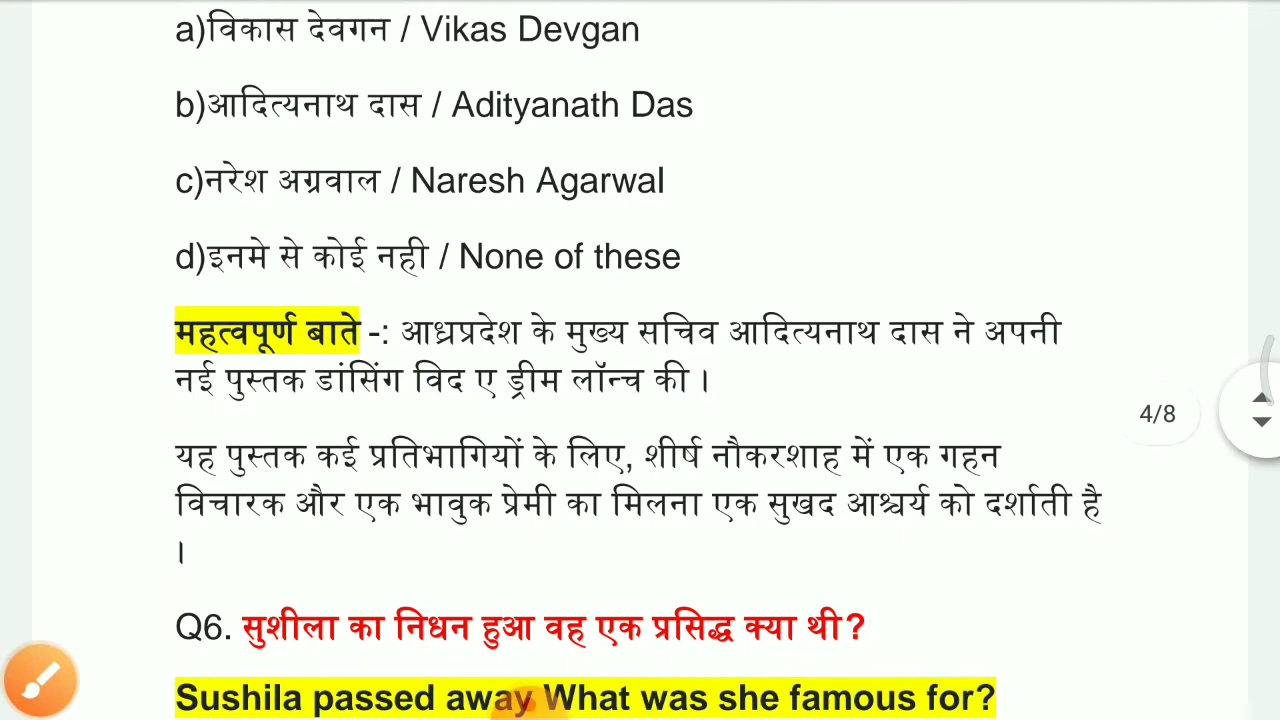 a)विकास देवगन / Vikas Devgan
b)आदित्यनाथ दास / Adityanath Das
c)नरेश अग्रवाल / Naresh Agarwal
d)इनमे से कोई नही / None of these
महत्वपूर्ण बाते -: आध्रप्रदेश के मुख्य सचिव आदित्यनाथ दास ने अपनी
नई पुस्तक डांसिंग विद ए ड्रीम लॉन्च की ।
4/8
यह पुस्तक कई प्रतिभागियों के लिए, शीर्ष नौकरशाह में एक गहन
विचारक और एक भावुक प्रेमी का मिलना एक सुखद आश्चर्य को दर्शाती है
।
Q6. सुशीला का निधन हुआ वह एक प्रसिद्ध क्या थी?
Sushila passed away What was she famous for?